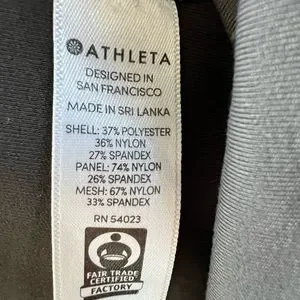 ATHLETA
DESIGNED IN
SAN FRANCISCO
MADE IN SRI LANKA
SHELL: 37% POLYESTER
36% NYLON
27% SPANDEX
PANEL: 74% NYLON
26% SPANDEX
MESH: 67% NYLON
33% SPANDEX
RN 54023
FAIR TRADE
CERTIFIED
FACTORY